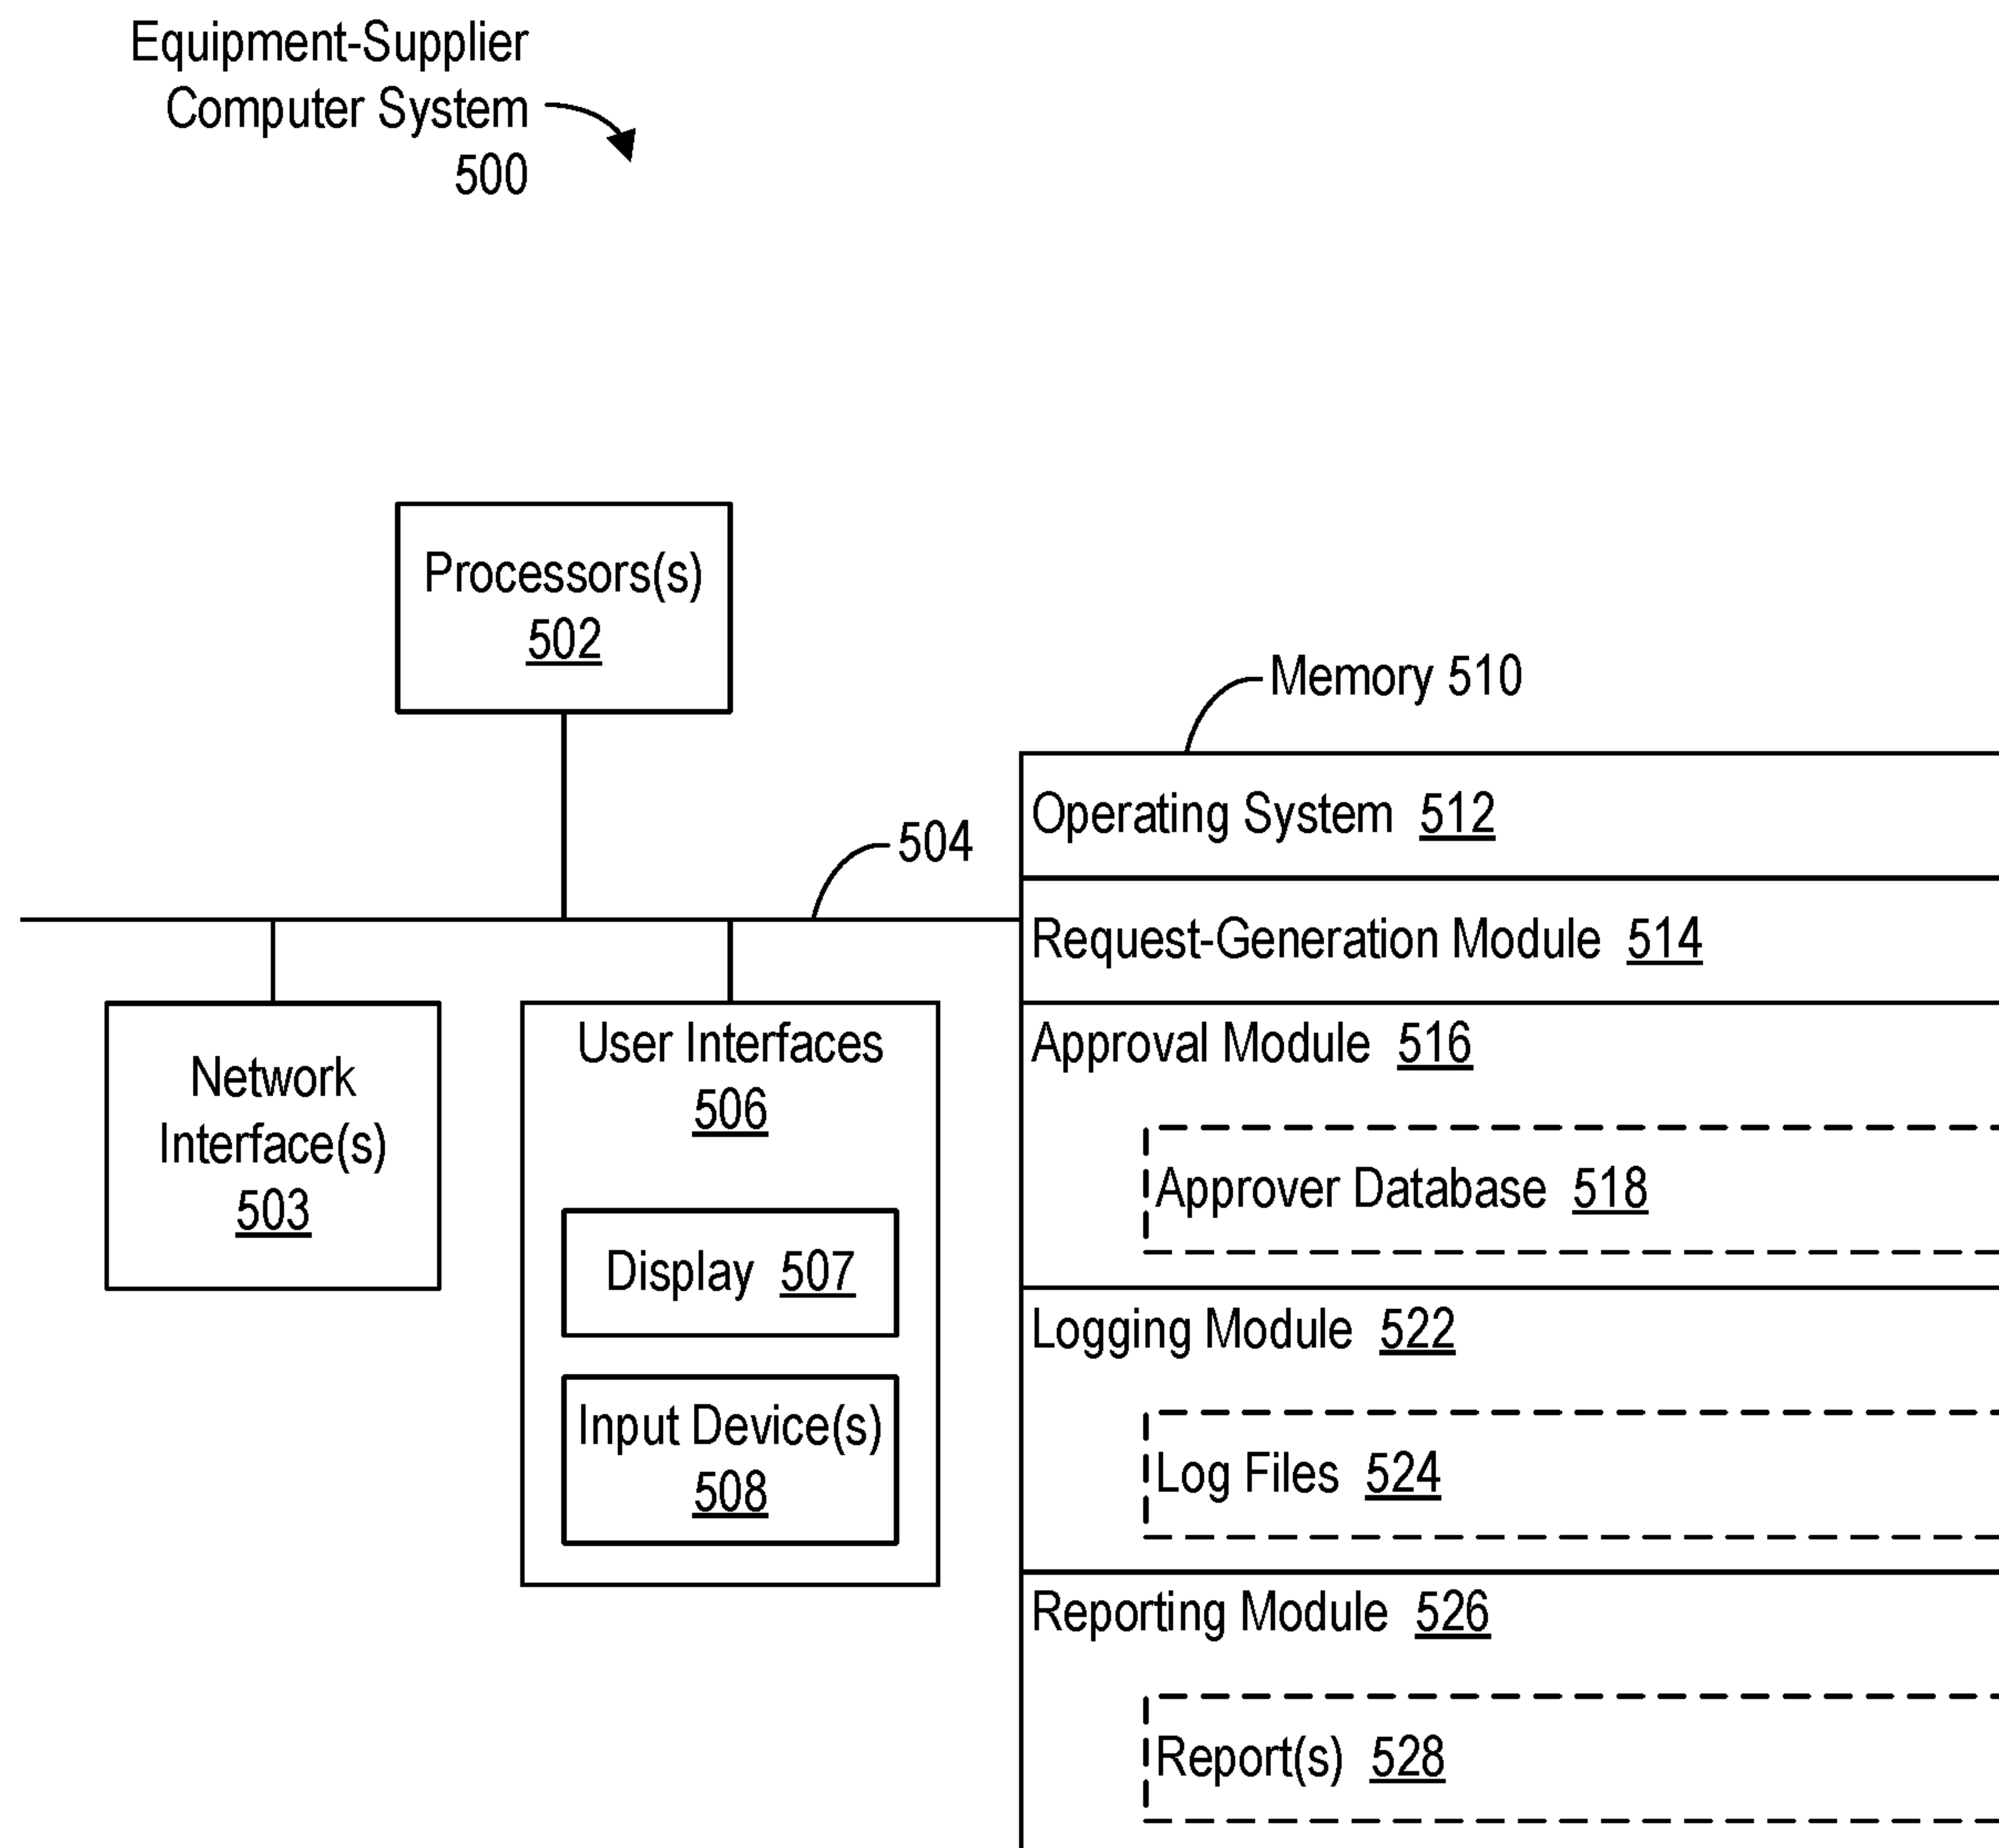 Equipment-Supplier
Computer System
500
Processors(s)
502
Memory 510
504
Operating System 512
Request-Generation Module 514
Network
Interface(s)
503
User Interfaces
506
Display 507
Input Device(s)
508
Approval Module 516
Approver Database 518
Logging Module 522
Log Files 524
Reporting Module 526
Report(s) 528